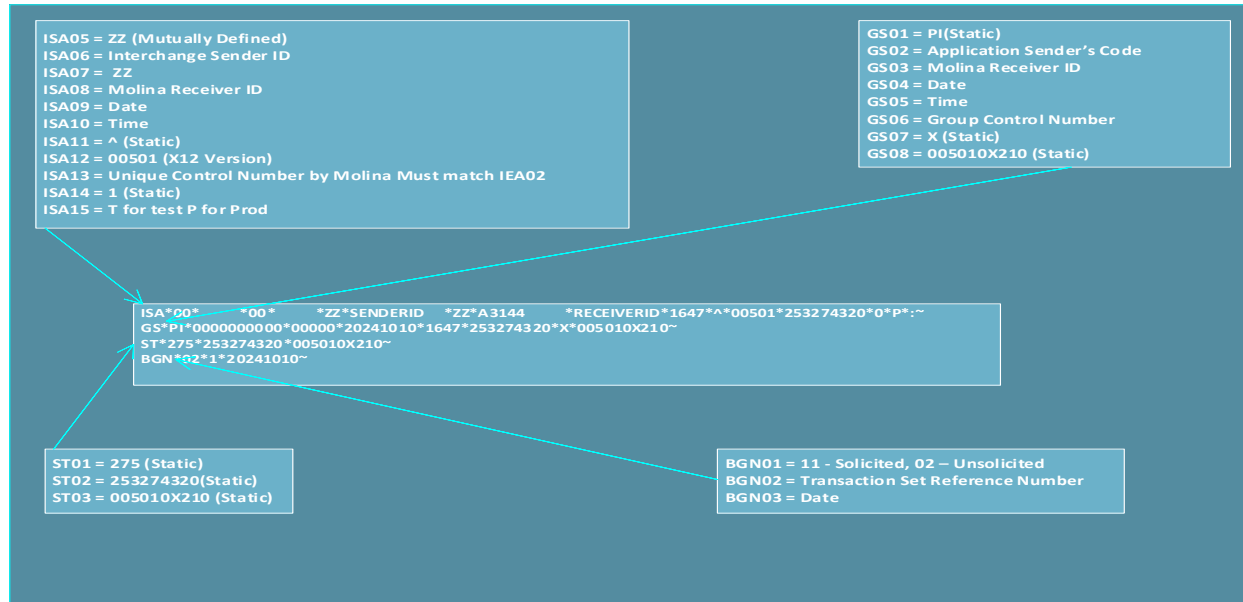 ISA05 = ZZ (Mutually Defined)
ISA06 = Interchange Sender ID
ISA07 = ZZ
ISA08 = Molina Receiver ID
ISA09 = Date
ISA10 = Time
ISA11 = ^ (Static)
ISA12 = 00501 (X12 Version)
ISA13 = Unique Control Number by Molina Must match IEA02
ISA14 = 1 (Static)
ISA15 = T for test P for Prod
GS01 = PI(Static)
GS02 = Application Sender's Code
GS03 = Molina Receiver ID
GS04 = Date
GS05 = Time
GS06 = Group Control Number
GS07 = X (Static)
GS08 = 005010X210 (Static)
ISA*00* *00* *ZZ*SENDERID *ZZ*A3144 *RECEIVERID*1647*^*00501*253274320*0*P*:~
GS*PI*0000000000*00000*20241010*1647*253274320*X*005010X210~
ST*275*253274320*005010X210~
BGN*02*1*20241010~
ST01 = 275 (Static)
ST02 = 253274320(Static)
ST03 = 005010X210 (Static)
BGN01 = 11 - Solicited, 02 – Unsolicited
BGN02 = Transaction Set Reference Number
BGN03 = Date